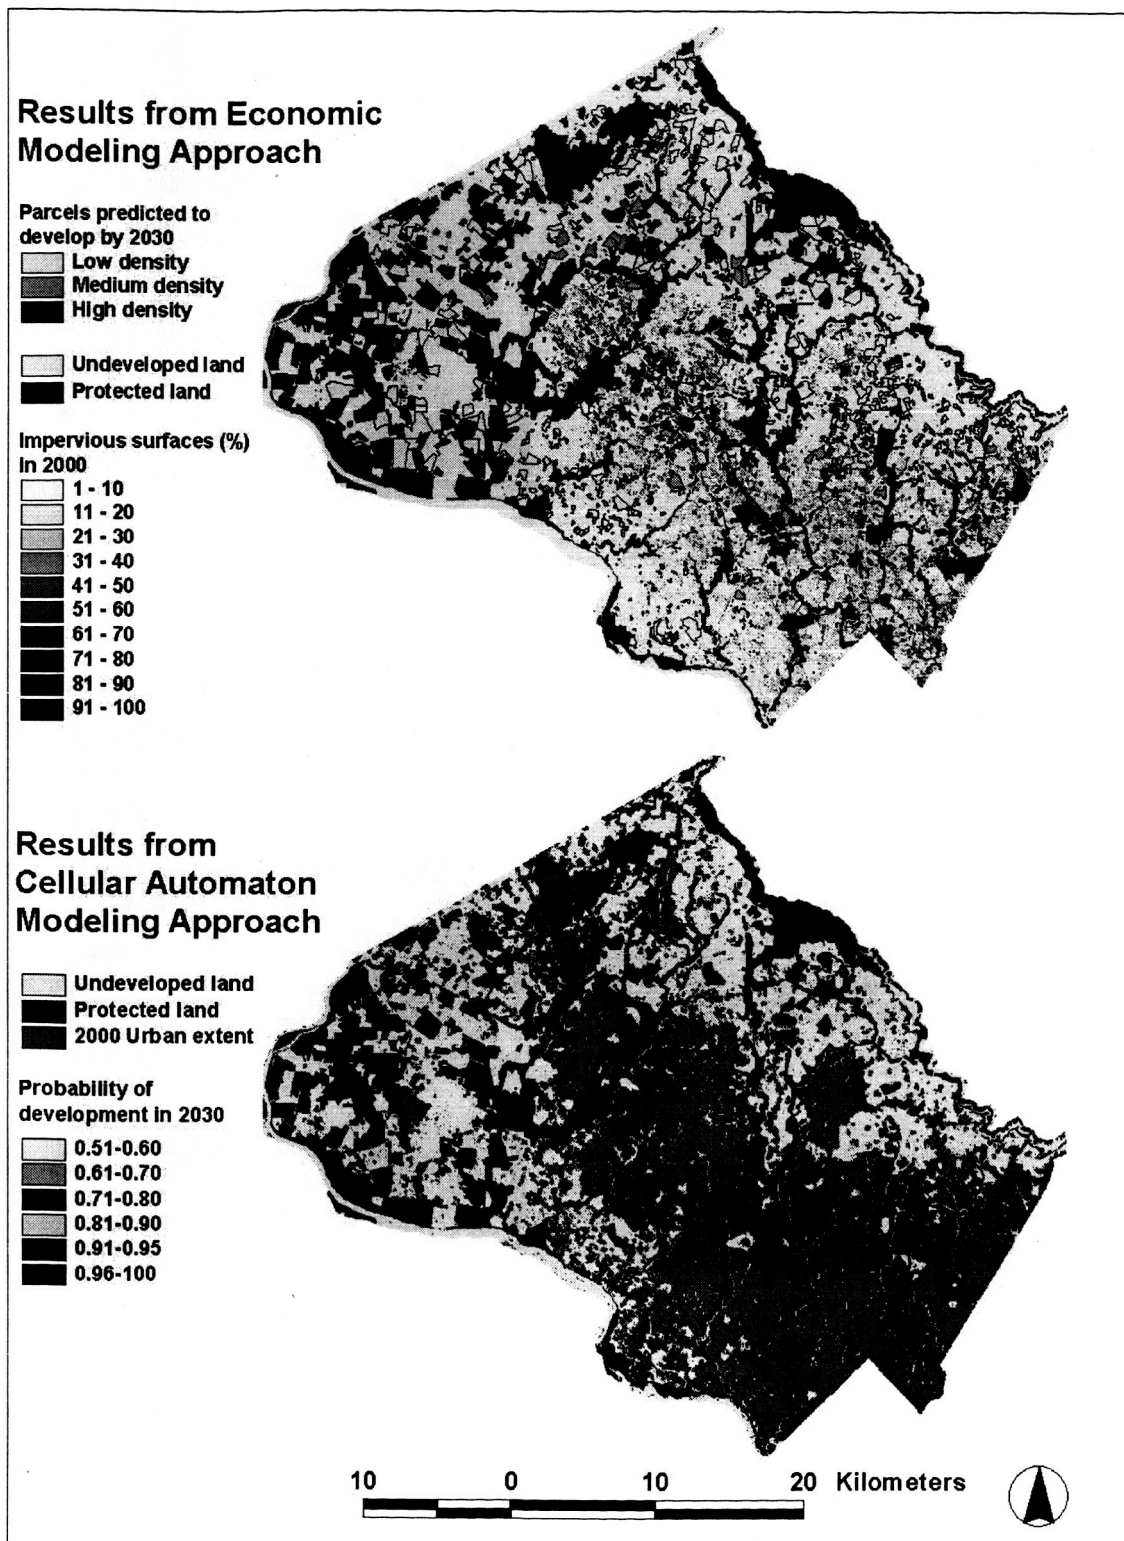 Results from Economic
Modeling Approach
Parcels predicted to
develop by 2030
Low density
Medium density
High density
Undeveloped land
Protected land
Impervious surfaces (%)
in 2000
1 - 10
11 - 20
21 - 30
31 - 40
41 - 50
51 - 60
61 - 70
71 - 80
81 - 90
91 - 100
Results from
Cellular Automaton
Modeling Approach
Undeveloped land
Protected land
2000 Urban extent
Probability of
development in 2030
0.51-0.60
0.61-0.70
0.71-0.80
0.81-0.90
0.91-0.95
0.96-100
10 0 10 20 Kilometers